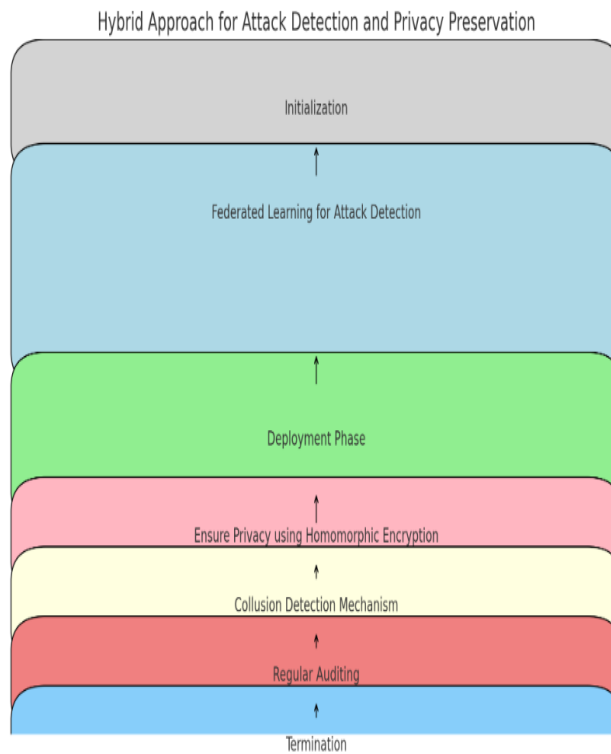 Hybrid Approach for Attack Detection and Privacy Preservation
Initialization
Federated Learning for Attack Detection
Deployment Phase
Ensure Privacy using Homomorphic Encryption
Collusion Detection Mechanism
Regular Auditing
Termination